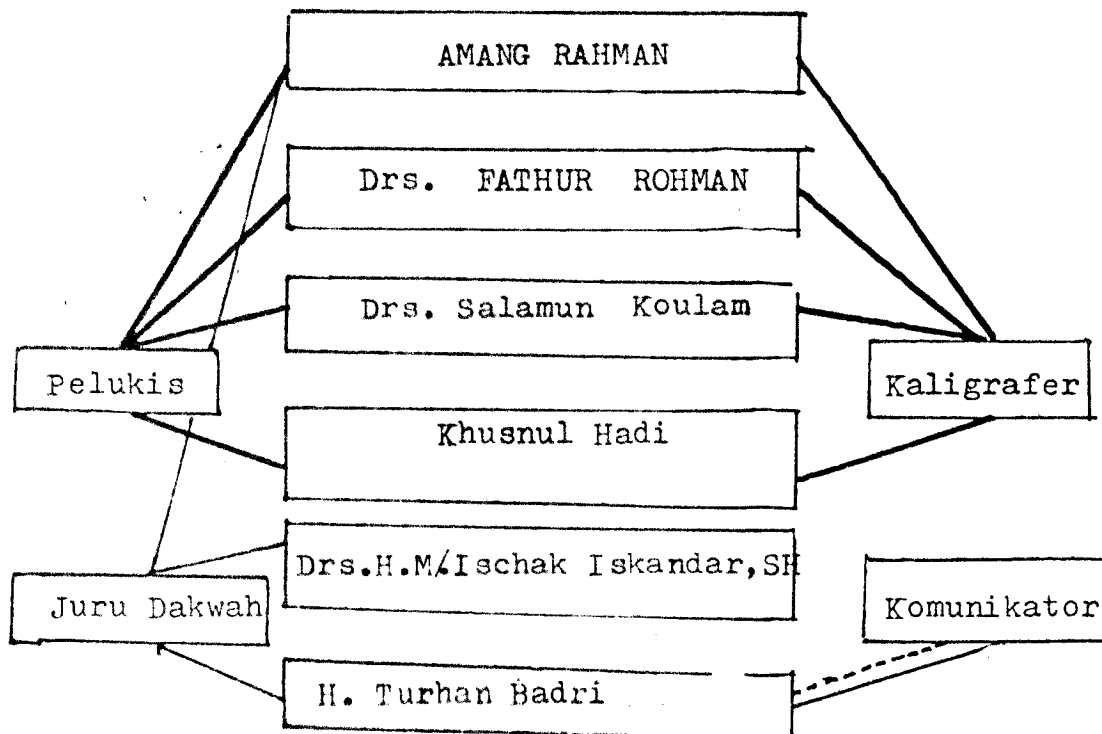 AMANG RAHMAN
Drs. FATHUR ROHMAN
Drs. Salamun Koulam
Pelukis
Kaligrafer
Khusnul Hadi
Drs.H.M.Ischak Iskandar,SH
Juru Dakwah
Komunikator
H. Turhan Badri